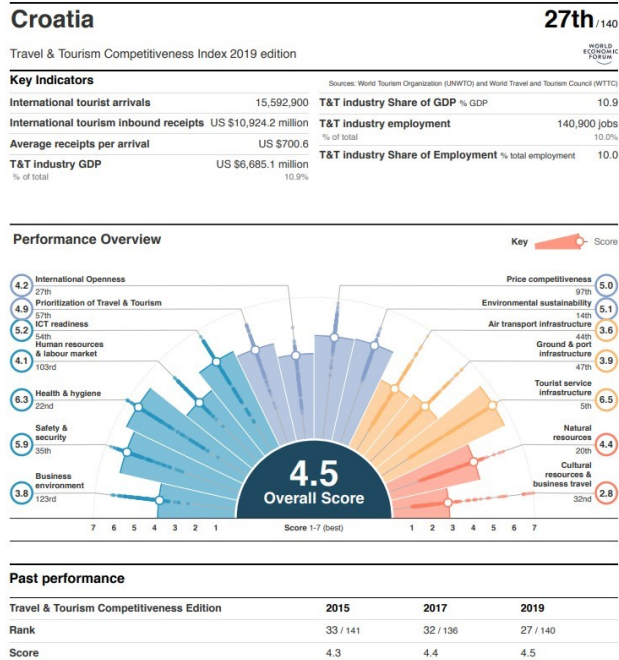 Croatia
27th /140
Travel & Tourism Competitiveness Index 2019 edition
WORLD
ECONOMIC
FORUM
Key Indicators
Sources: World Tourism Organization (UNWTO) and World Travel and Tourism Council (WTTC)
International tourist arrivals 15,592,900
International tourism inbound receipts US $10,924.2 million
Average receipts per arrival US $700.6
T&T industry GDP US $6,685.1 million
% of total 10.9%
T&T industry Share of GDP % GDP 10.9
T&T industry employment 140,900 jobs
% of total 10.0%
T&T industry Share of Employment % total employment 10.0
Performance Overview
Key Score
4.2 International Openness
27th
4.9 Prioritization of Travel & Tourism
57th
5.2 ICT readiness
54th
4.1 Human resources
& labour market
103rd
6.3 Health & hygiene
22nd
5.9 Safety &
security
35th
3.8 Business
environment
123rd
Price competitiveness 5.0
97th
Environmental sustainability 5.1
14th
Air transport infrastructure 3.6
44th
Ground & port
infrastructure 3.9
47th
Tourist service
infrastructure 6.5
5th
Natural
resources 4.4
20th
Cultural
resources &
business travel 2.8
32nd
4.5
Overall Score
7 6 5 4 3 2 1 Score 1-7 (best) 1 2 3 4 5 6 7
Past performance
Travel & Tourism Competitiveness Edition 2015 2017 2019
Rank 33 / 141 32 / 136 27 / 140
Score 4.3 4.4 4.5